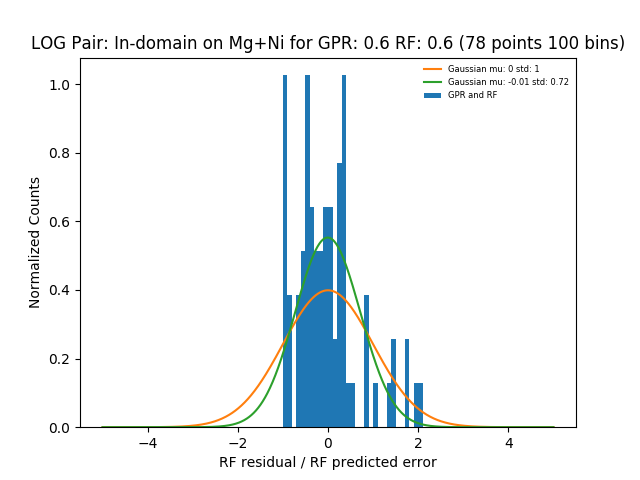 LOG Pair: In-domain on Mg+Ni for GPR: 0.6 RF: 0.6 (78 points 100 bins)
Gaussian mu: 0 std: 1
Gaussian mu: -0.01 std: 0.72
GPR and RF
Normalized Counts
1.0
0.8
0.6
0.4
0.2
0.0
−4 −2 0 2 4
RF residual / RF predicted error